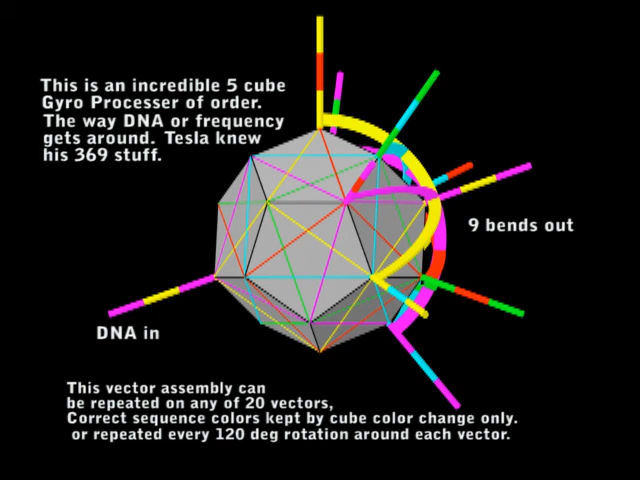 This is an incredible 5 cube
Gyro Processer of order.
The way DNA or frequency
gets around. Tesla knew
his 369 stuff.
9 bends out
DNA in
This vector assembly can
be repeated on any of 20 vectors,
Correct sequence colors kept by cube color change only.
or repeated every 120 deg rotation around each vector.